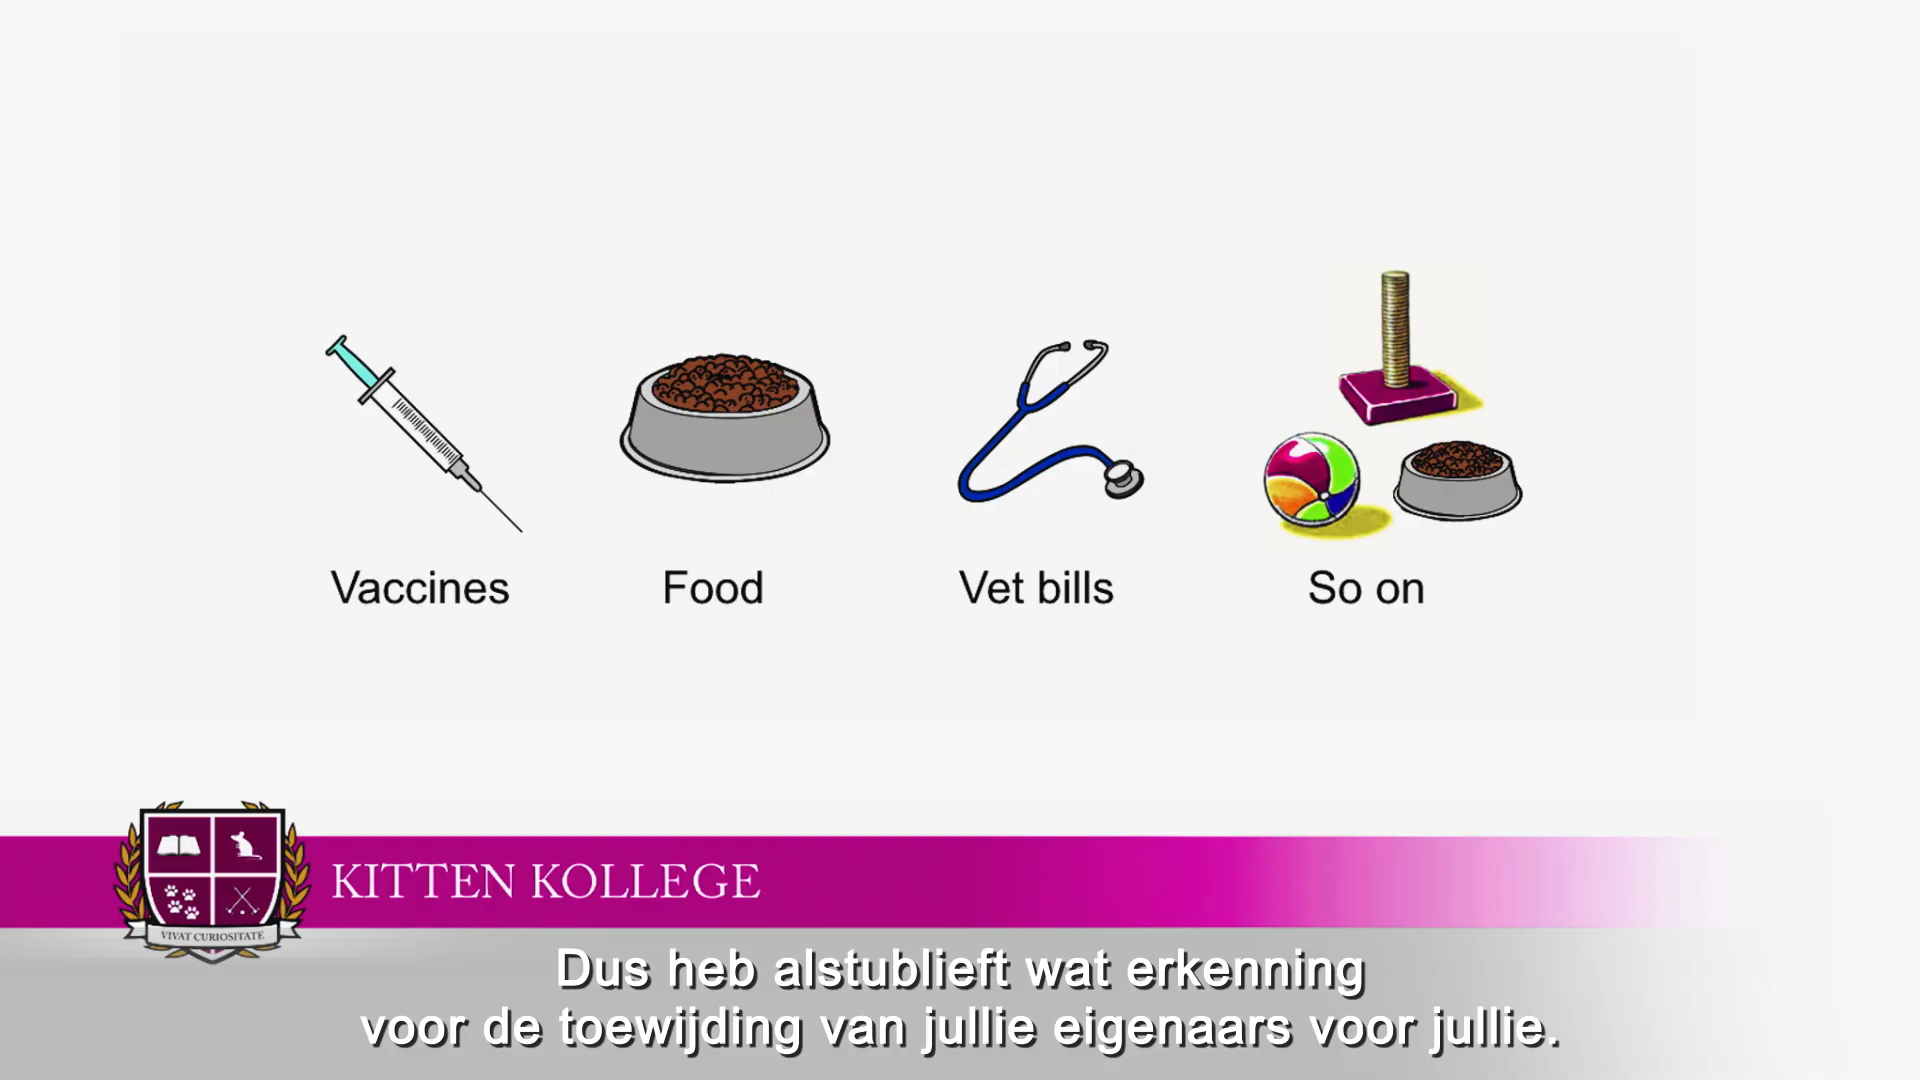 Vaccines
Food
Vet bills
So on
KITTEN KOLLEGE
VIVAT CURIOSITATE
Dus heb alstublieft wat erkenning
voor de toewijding van jullie eigenaars voor jullie.